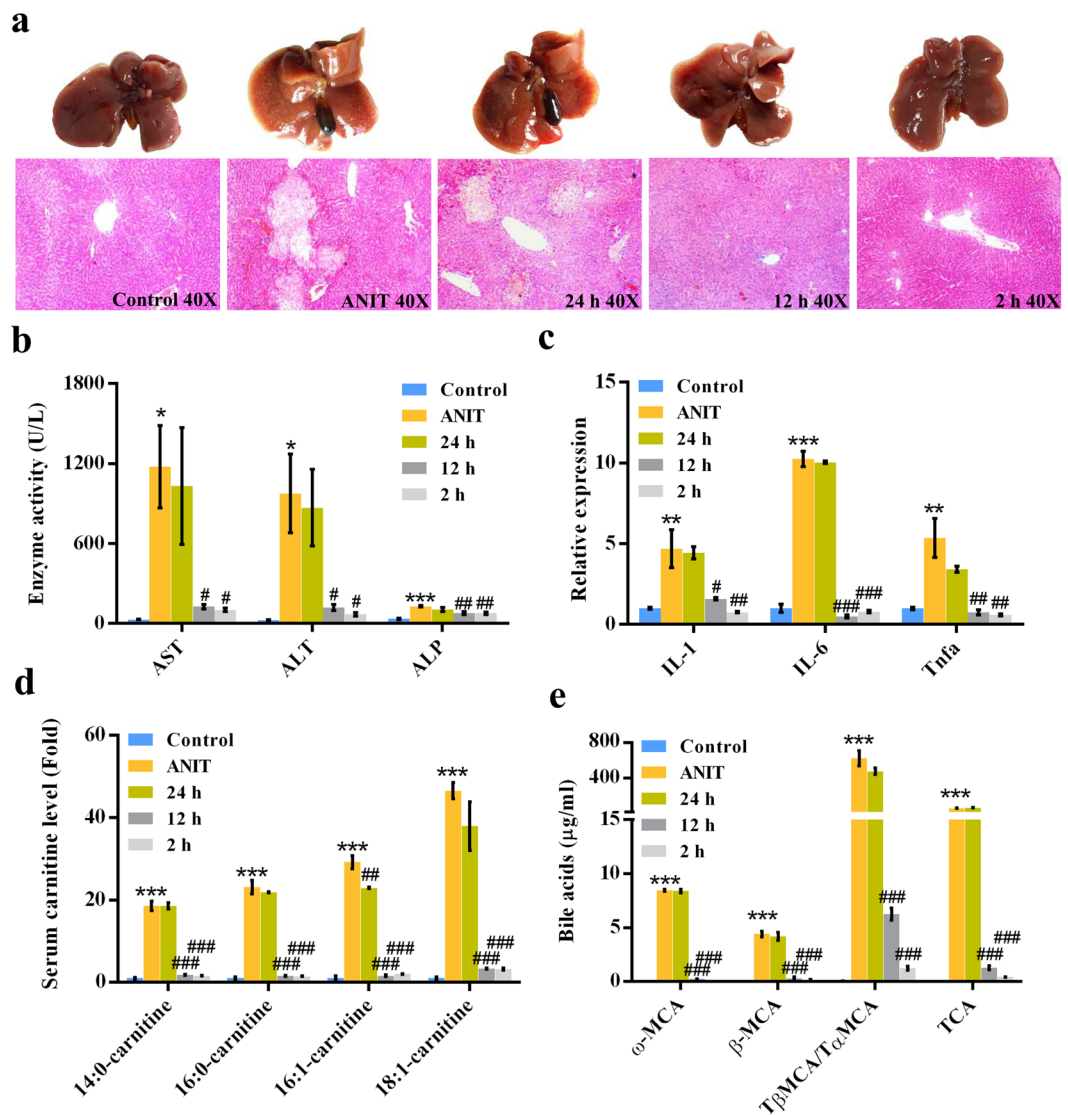 a
Control 40X
ANIT 40X
24 h 40X
12 h 40X
2 h 40X
b
Enzyme activity (U/L)
1800
1200
600
0
*
#
#
*
#
#
***
##
##
Control
ANIT
24 h
12 h
2 h
AST
ALT
ALP
c
Relative expression
15
10
5
0
**
#
##
***
###
###
**
##
##
Control
ANIT
24 h
12 h
2 h
IL-1
IL-6
Tnfa
d
Serum carnitine level (Fold)
60
40
20
0
Control
ANIT
24 h
12 h
2 h
***
###
###
***
###
###
***
##
###
###
***
###
###
14:0-carnitine
16:0-carnitine
16:1-carnitine
18:1-carnitine
e
Bile acids (μg/ml)
800
400
15
10
5
0
Control
ANIT
24 h
12 h
2 h
***
###
###
***
###
###
***
###
###
***
###
###
ω-MCA
β-MCA
TβMCA/TαMCA
TCA